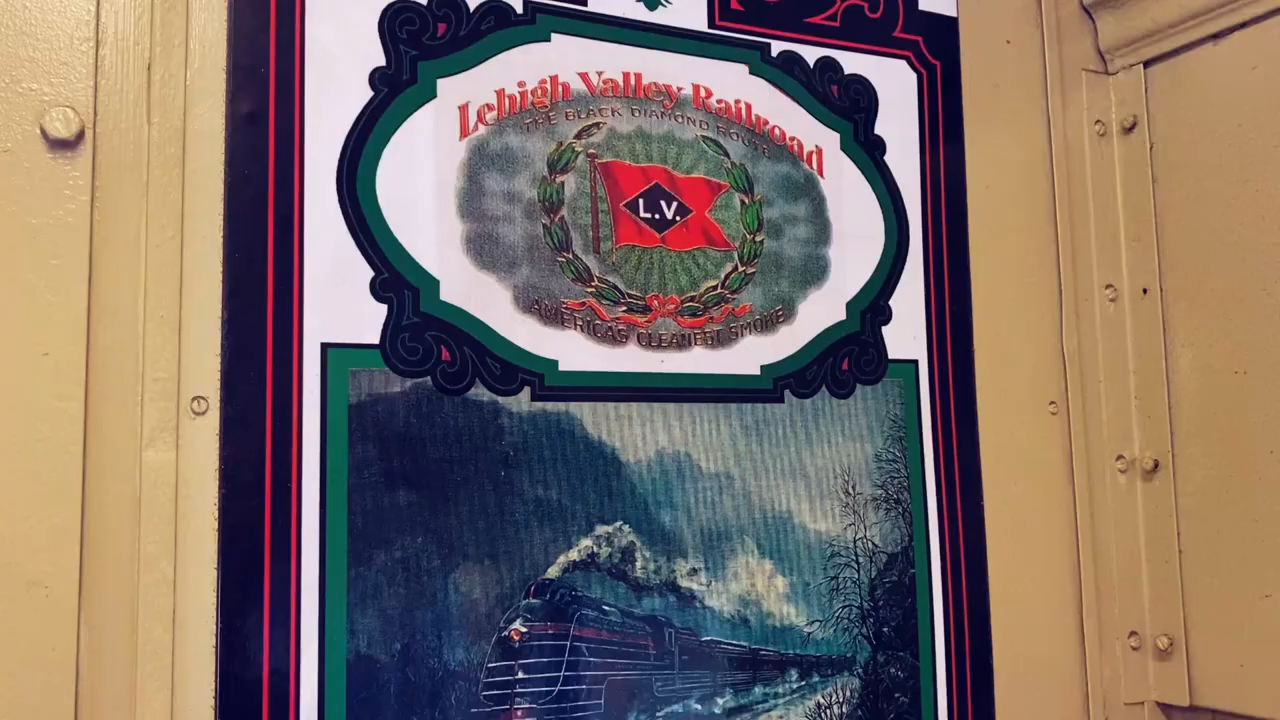 Lehigh Valley Railroad
THE BLACK DIAMOND ROUTE
L.V.
AMERICAS CLEANEST SMOKE